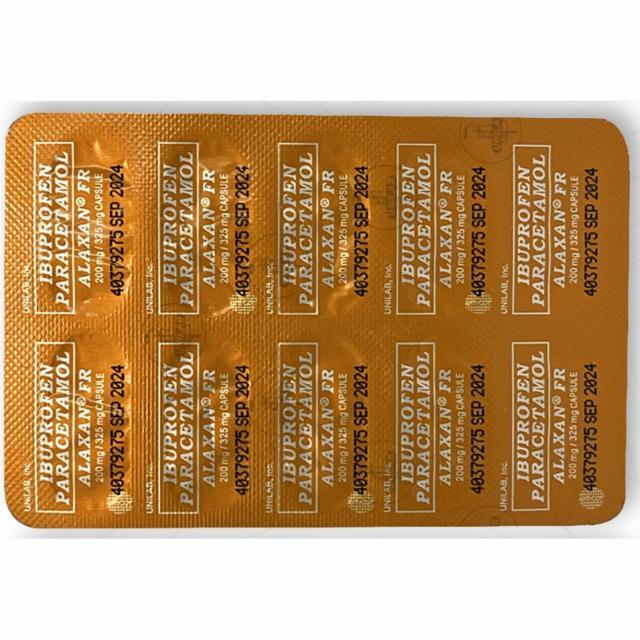 IBUPROFEN
PARACETAMOL
ALAXAN® FR
200 mg / 325 mg CAPSULE
40379275 SEP 2024
UNILAB, Inc.
IBUPROFEN
PARACETAMOL
ALAXAN® FR
200 mg / 325 mg CAPSULE
40379275 SEP 2024
UNILAB, Inc.
IBUPROFEN
PARACETAMOL
ALAXAN® FR
200 mg / 325 mg CAPSULE
40379275 SEP 2024
UNILAB, Inc.
IBUPROFEN
PARACETAMOL
ALAXAN® FR
200 mg / 325 mg CAPSULE
40379275 SEP 2024
UNILAB, Inc.
IBUPROFEN
PARACETAMOL
ALAXAN® FR
200 mg / 325 mg CAPSULE
40379275 SEP 2024
UNILAB, Inc.
IBUPROFEN
PARACETAMOL
ALAXAN® FR
200 mg / 325 mg CAPSULE
40379275 SEP 2024
UNILAB, Inc.
IBUPROFEN
PARACETAMOL
ALAXAN® FR
200 mg / 325 mg CAPSULE
40379275 SEP 2024
UNILAB, Inc.
IBUPROFEN
PARACETAMOL
ALAXAN® FR
200 mg / 325 mg CAPSULE
40379275 SEP 2024
UNILAB, Inc.
IBUPROFEN
PARACETAMOL
ALAXAN® FR
200 mg / 325 mg CAPSULE
40379275 SEP 2024
UNILAB, Inc.
IBUPROFEN
PARACETAMOL
ALAXAN® FR
200 mg / 325 mg CAPSULE
40379275 SEP 2024
UNILAB, Inc.